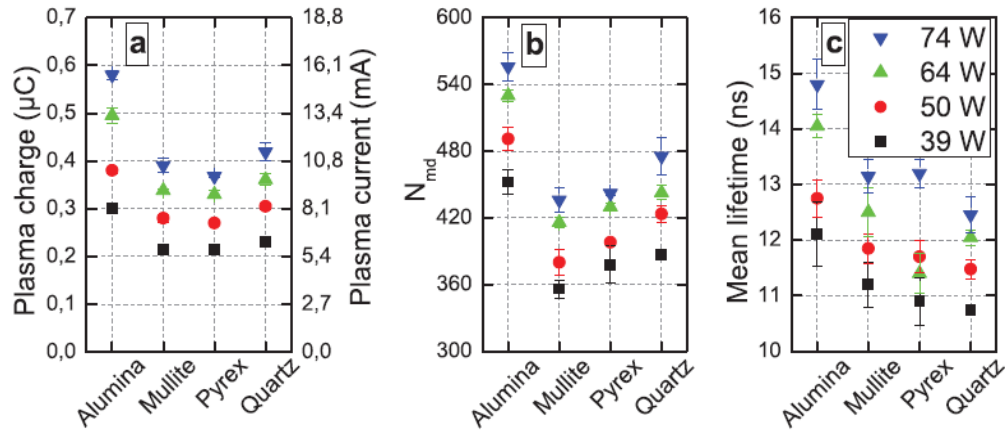 a
Plasma charge (µC)
0,7
0,6
0,5
0,4
0,3
0,2
0,1
0,0
18,8
16,1
13,4
10,8
8,1
5,4
2,7
0,0
Plasma current (mA)
Alumina
Mullite
Pyrex
Quartz
b
N_md
600
540
480
420
360
300
Alumina
Mullite
Pyrex
Quartz
c
Mean lifetime (ns)
16
15
14
13
12
11
10
74 W
64 W
50 W
39 W
Alumina
Mullite
Pyrex
Quartz